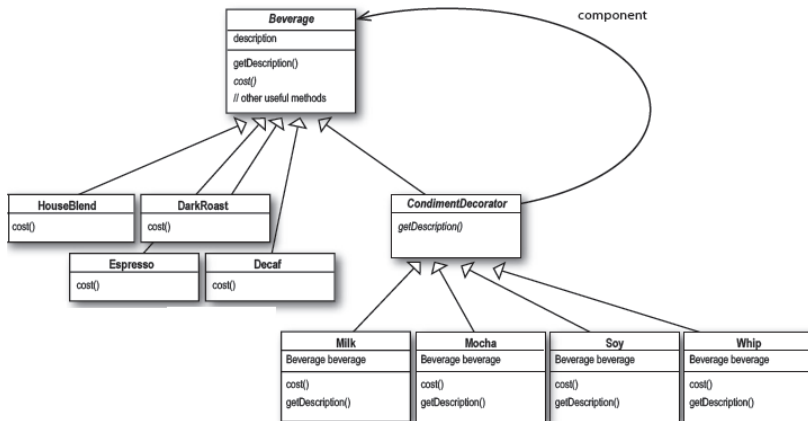 Beverage
component
description
getDescription()
cost()
// other useful methods
HouseBlend
cost()
DarkRoast
cost()
CondimentDecorator
getDescription()
Espresso
cost()
Decaf
cost()
Milk
Beverage beverage
cost()
getDescription()
Mocha
Beverage beverage
cost()
getDescription()
Soy
Beverage beverage
cost()
getDescription()
Whip
Beverage beverage
cost()
getDescription()